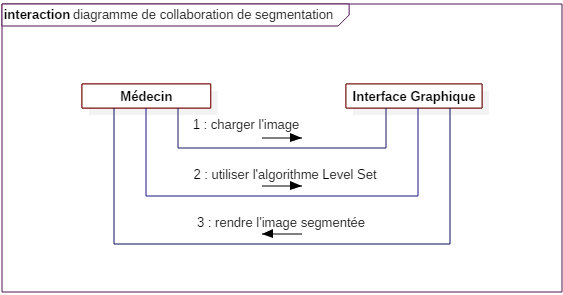 interaction diagramme de collaboration de segmentation
Médecin
Interface Graphique
1 : charger l'image
2 : utiliser l'algorithme Level Set
3 : rendre l'image segmentée